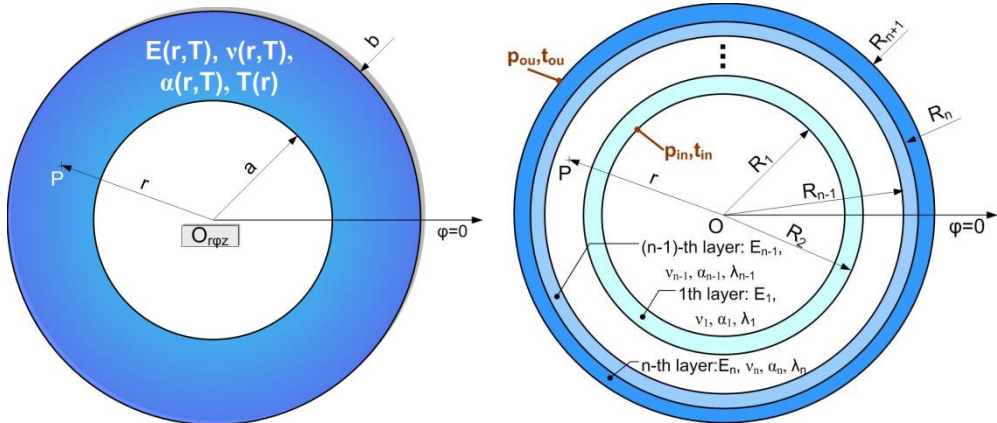 E(r,T), ν(r,T),
α(r,T), T(r)
b
a
P
r
O_rφz
φ=0
p_ou,t_ou
R_n+1
R_n
p_in,t_in
R_1
R_n-1
P
r
O
R_2
φ=0
(n-1)-th layer: E_n-1,
ν_n-1, α_n-1, λ_n-1
1th layer: E_1,
ν_1, α_1, λ_1
n-th layer:E_n, ν_n, α_n, λ_n